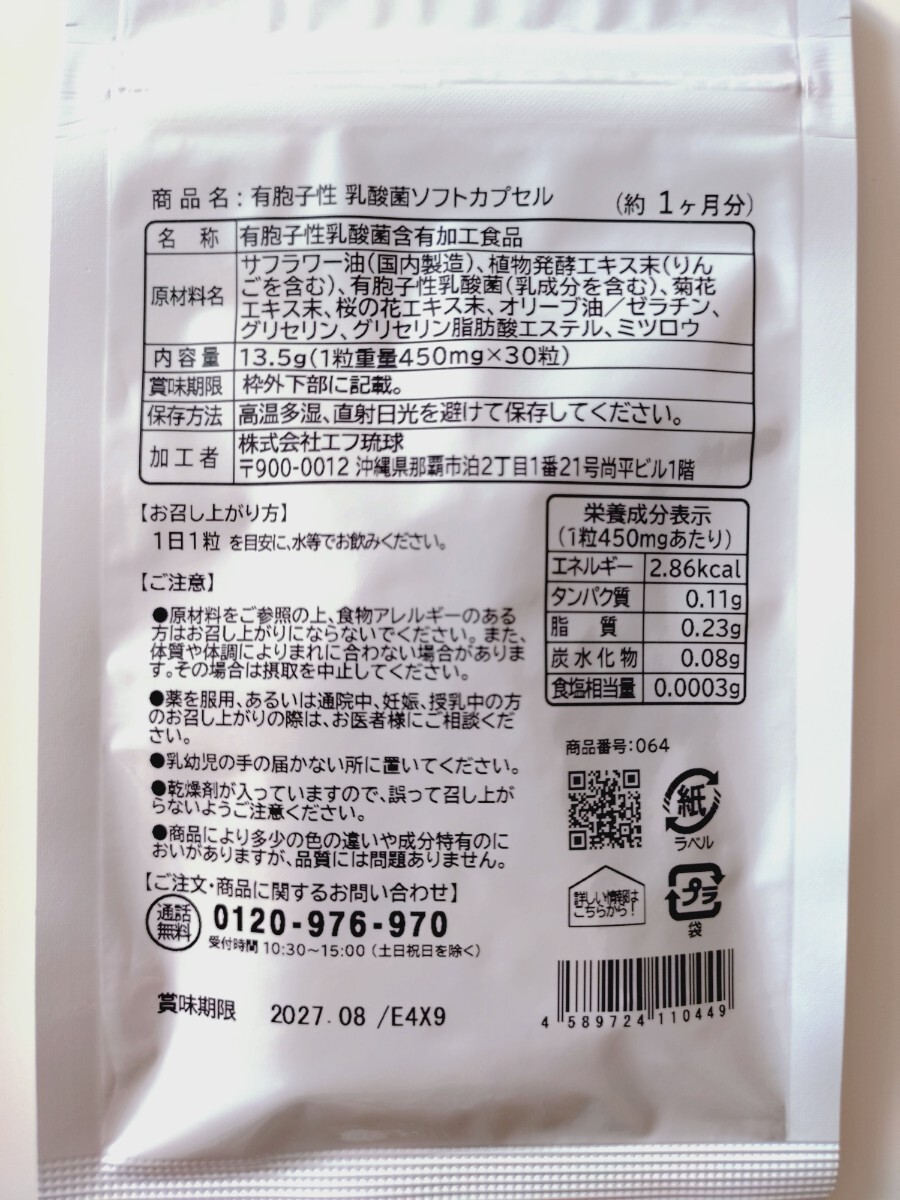 商品名：有胞子性 乳酸菌ソフトカプセル （約１ヶ月分）
名称 有胞子性乳酸菌含有加工食品
原材料名 サフラワー油（国内製造）、植物発酵エキス末（りん
ごを含む）、有胞子性乳酸菌（乳成分を含む）、菊花
エキス末、桜の花エキス末、オリーブ油／ゼラチン、
グリセリン、グリセリン脂肪酸エステル、ミツロウ
内容量 13.5g（1粒重量450mg×30粒）
賞味期限 枠外下部に記載。
保存方法 高温多湿、直射日光を避けて保存してください。
加工者 株式会社エフ琉球
〒900-0012 沖縄県那覇市泊2丁目1番21号尚平ビル1階
【お召し上がり方】
1日1粒 を目安に、水等でお飲みください。
【ご注意】
●原材料をご参照の上、食物アレルギーのある
方はお召し上がりにならないでください。また、
体質や体調によりまれに合わない場合がありま
す。その場合は摂取を中止してください。
●薬を服用、あるいは通院中、妊娠、授乳中の方
のお召し上がりの際は、お医者様にご相談くだ
さい。
●乳幼児の手の届かない所に置いてください。
●乾燥剤が入っていますので、誤って召し上が
らないようご注意ください。
●商品により多少の色の違いや成分特有のに
おいがありますが、品質には問題ありません。
【ご注文・商品に関するお問い合わせ】
通話
無料
0120-976-970
受付時間 10:30～15:00（土日祝日を除く）
賞味期限 2027.08 /E4X9
栄養成分表示
（1粒450mgあたり）
エネルギー 2.86kcal
タンパク質 0.11g
脂質 0.23g
炭水化物 0.08g
食塩相当量 0.0003g
商品番号：064
紙
ラベル
詳しい情報は
こちらから！
プラ
袋
4 589724 110449